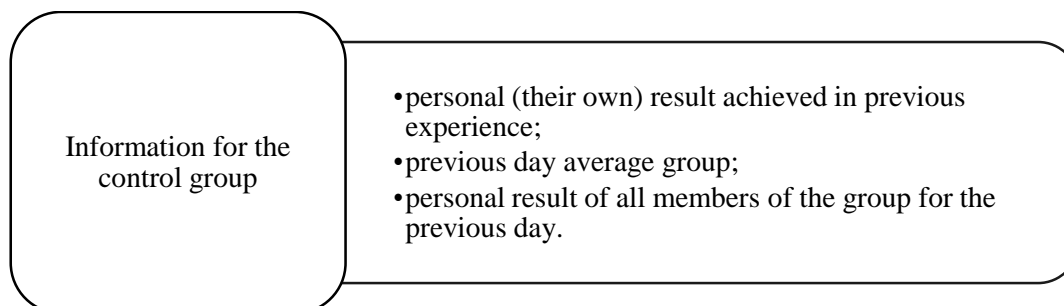 Information for the
control group
•personal (their own) result achieved in previous
experience;
•previous day average group;
•personal result of all members of the group for the
previous day.